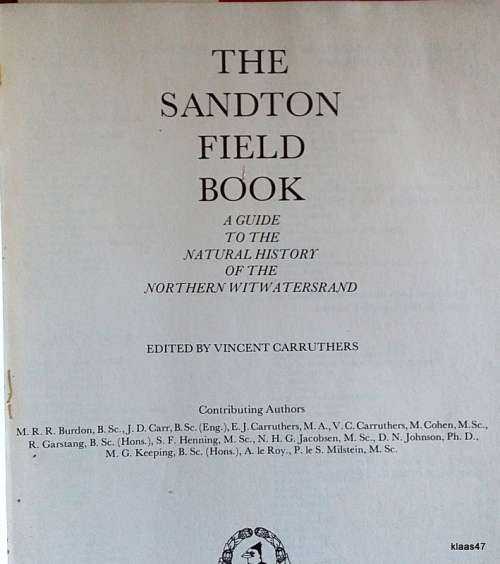 THE
SANDTON
FIELD
BOOK
A GUIDE
TO THE
NATURAL HISTORY
OF THE
NORTHERN WITWATERSRAND
EDITED BY VINCENT CARRUTHERS
Contributing Authors
M. R. R. Burdon, B. Sc., J. D. Carr, B. Sc. (Eng.), E. J. Carruthers, M. A., V. C. Carruthers, M. Cohen, M.Sc.,
R. Garstang, B. Sc. (Hons.), S. F. Henning, M. Sc., N. H. G. Jacobsen, M. Sc., D. N. Johnson, Ph. D.,
M. G. Keeping, B. Sc. (Hons.), A. le Roy., P. le S. Milstein, M. Sc.
klaas47